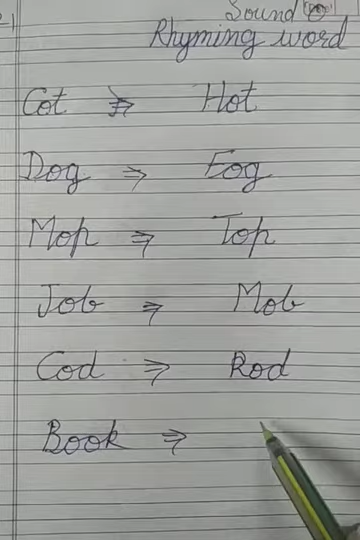 Sound O
Rhyming word
Cot ⇒ Hot
Dog ⇒ Fog
Mop ⇒ Top
Job ⇒ Mob
Cod ⇒ Rod
Book ⇒